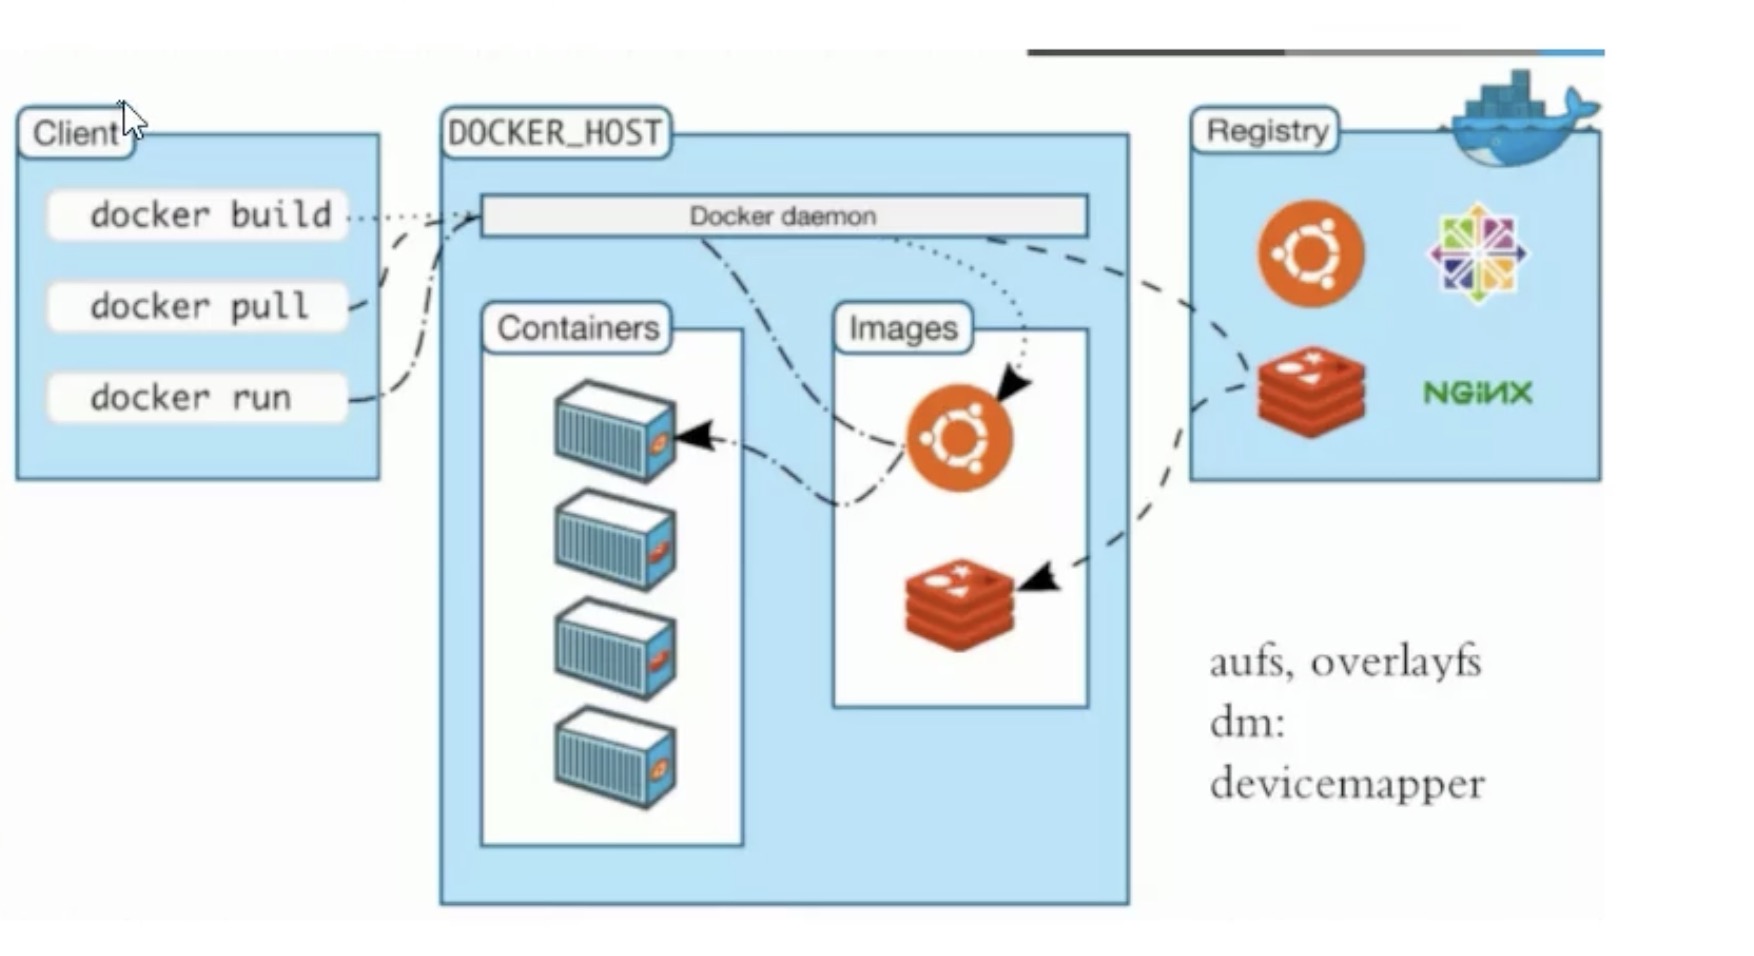 Client
docker build
docker pull
docker run
DOCKER_HOST
Docker daemon
Containers
Images
Registry
NGiNX
aufs, overlayfs
dm:
devicemapper